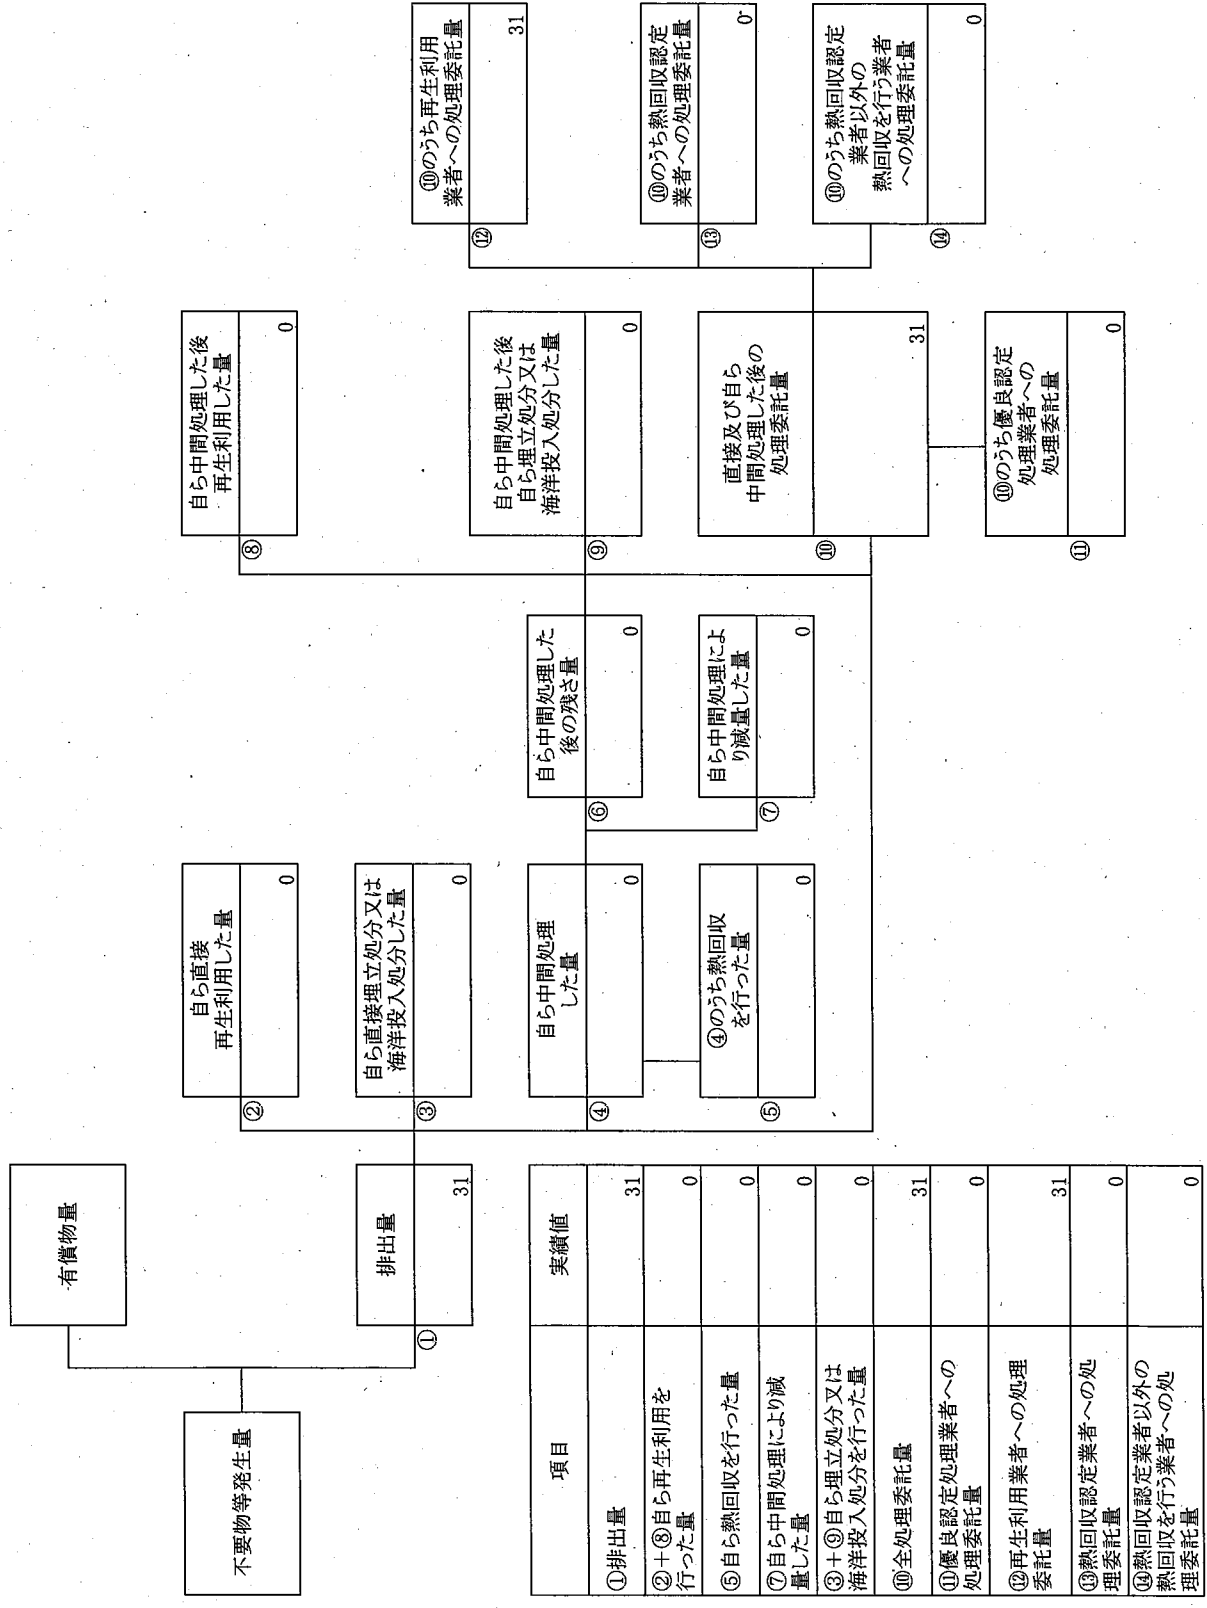 不要物等発生量
有償物量
排出量
①
31
自ら直接
再生利用した量
②
0
自ら直接埋立処分又は
海洋投入処分した量
③
0
自ら中間処理
した量
④
0
④のうち熱回収
を行った量
⑤
0
自ら中間処理した
後の残さ量
⑥
0
自ら中間処理によ
り減量した量
⑦
0
自ら中間処理した後
再生利用した量
⑧
0
自ら中間処理した後
自ら埋立処分又は
海洋投入処分した量
⑨
0
直接及び自ら
中間処理した後の
処理委託量
⑩
31
⑩のうち優良認定
処理業者への
処理委託量
⑪
0
⑩のうち再生利用
業者への処理委託量
⑫
31
⑩のうち熱回収認定
業者への処理委託量
⑬
0
⑩のうち熱回収認定
業者以外の
熱回収を行う業者
への処理委託量
⑭
0
項目 実績値
①排出量 31
②+⑧自ら再生利用を
行った量 0
⑤自ら熱回収を行った量 0
⑦自ら中間処理により減
量した量 0
③+⑨自ら埋立処分又は
海洋投入処分を行った量 0
⑩全処理委託量 31
⑪優良認定処理業者への
処理委託量 0
⑫再生利用業者への処理
委託量 31
⑬熱回収認定業者への処
理委託量 0
⑭熱回収認定業者以外の
熱回収を行う業者への処
理委託量 0